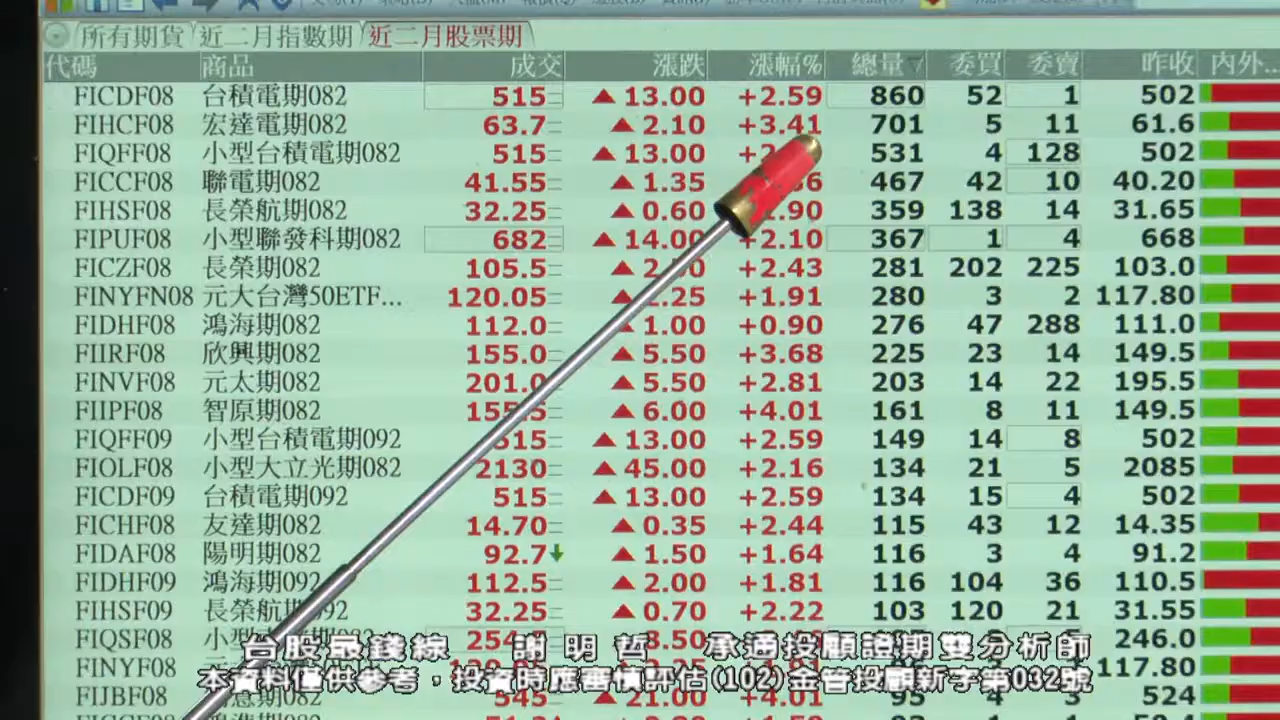 所有期貨 近二月指數期 近二月股票期
代碼 商品 成交 漲跌 漲幅% 總量▽ 委買 委賣 昨收 內外...
FICDF08 台積電期082 515 ▲13.00 +2.59 860 52 1 502
FIHCF08 宏達電期082 63.7 ▲2.10 +3.41 701 5 11 61.6
FIQFF08 小型台積電期082 515 ▲13.00 531 4 128 502
FICCF08 聯電期082 41.55 ▲1.35 467 42 10 40.20
FIHSF08 長榮航期082 32.25 ▲0.60 359 138 14 31.65
FIPUF08 小型聯發科期082 682 ▲14.00 +2.10 367 1 4 668
FICZF08 長榮期082 105.5 ▲ +2.43 281 202 225 103.0
FINYFN08 元大台灣50ETF... 120.05 +1.91 280 3 2 117.80
FIDHF08 鴻海期082 112.0 ▲1.00 +0.90 276 47 288 111.0
FIIRF08 欣興期082 155.0 ▲5.50 +3.68 225 23 14 149.5
FINVF08 元太期082 201.0 ▲5.50 +2.81 203 14 22 195.5
FIIPF08 智原期082 155.5 ▲6.00 +4.01 161 8 11 149.5
FIQFF09 小型台積電期092 515 ▲13.00 +2.59 149 14 8 502
FIOLF08 小型大立光期082 2130 ▲45.00 +2.16 134 21 5 2085
FICDF09 台積電期092 515 ▲13.00 +2.59 134 15 4 502
FICHF08 友達期082 14.70 ▲0.35 +2.44 115 43 12 14.35
FIDAF08 陽明期082 92.7 ▲1.50 +1.64 116 3 4 91.2
FIDHF09 鴻海期092 112.5 ▲2.00 +1.81 116 104 36 110.5
FIHSF09 長榮航期092 32.25 ▲0.70 +2.22 103 120 21 31.55
FIQSF08 小型 8.50 246.0
台股最錢線 謝明哲 承通投顧證期雙分析師
FINYF08 117.80
本資料僅供參考，投資時應審慎評估(102)金管投顧新字第032號
FIJBF08 545 ▲21.00 +4.01 95 4 3 524